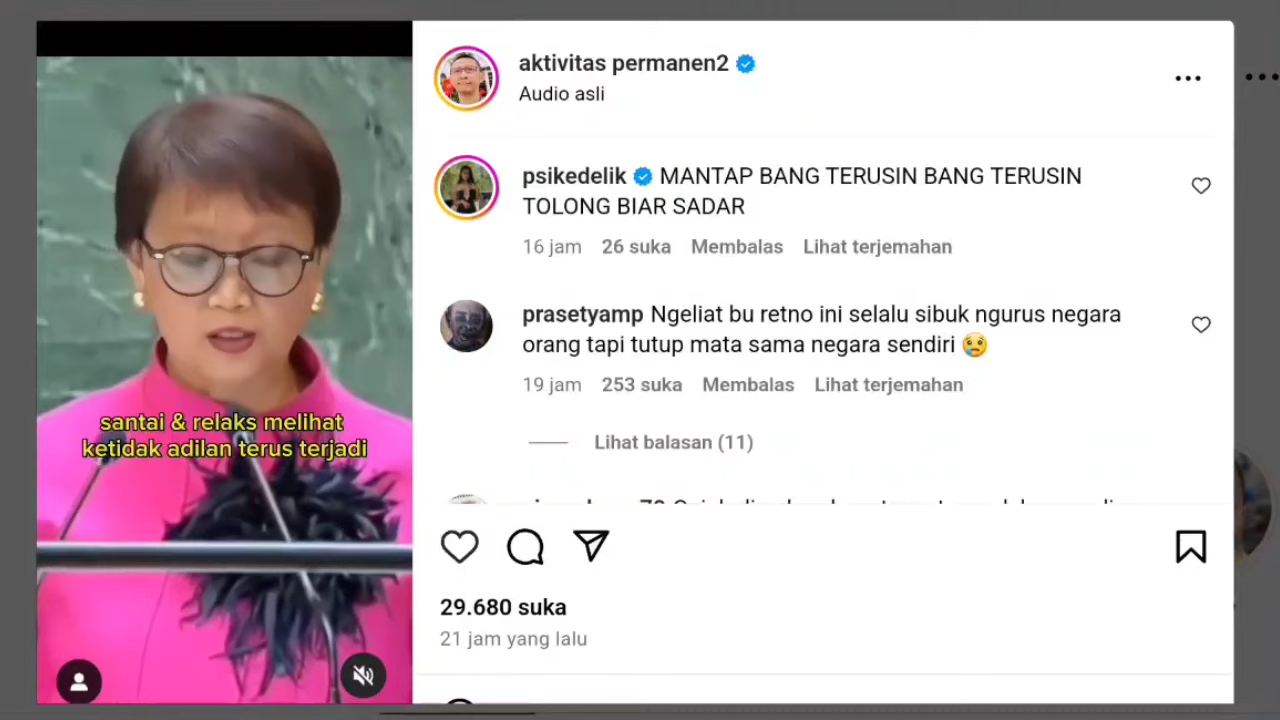 santai & relaks melihat
ketidak adilan terus terjadi
aktivitas permanen2
Audio asli
psikedelik MANTAP BANG TERUSIN BANG TERUSIN
TOLONG BIAR SADAR
16 jam 26 suka Membalas Lihat terjemahan
prasetyamp Ngeliat bu retno ini selalu sibuk ngurus negara
orang tapi tutup mata sama negara sendiri 😢
19 jam 253 suka Membalas Lihat terjemahan
Lihat balasan (11)
29.680 suka
21 jam yang lalu